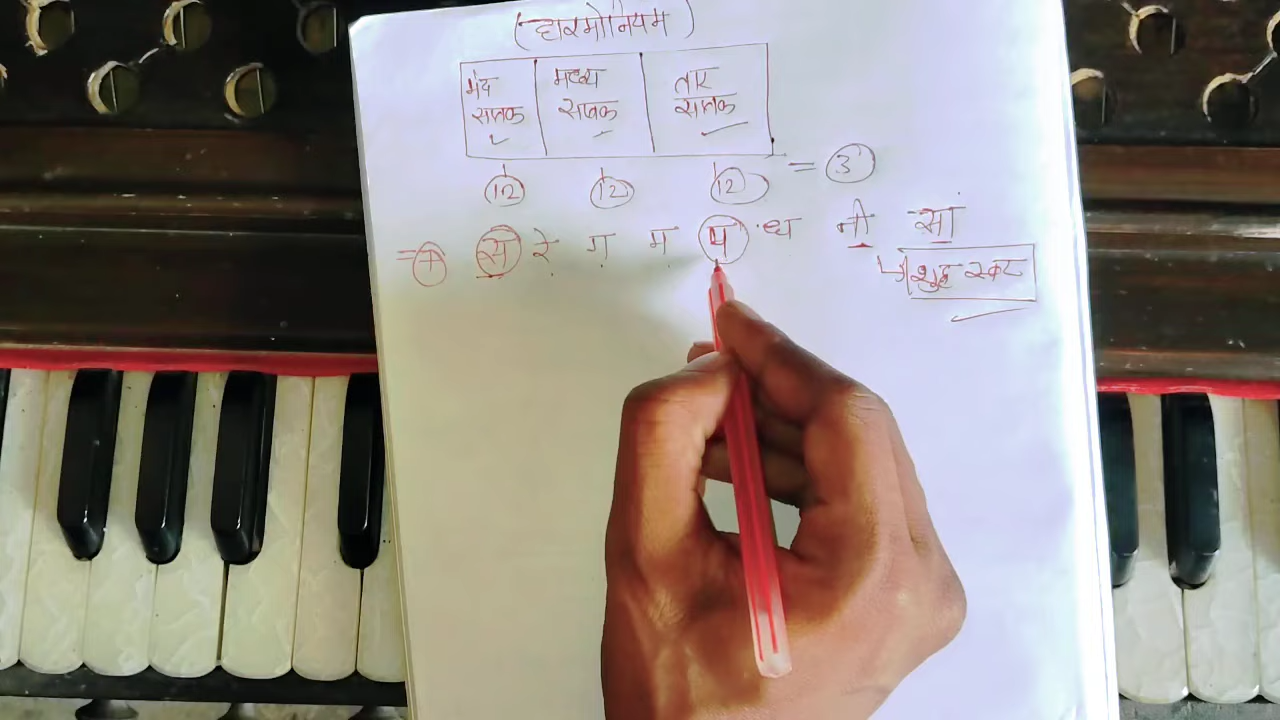 (हारमोनियम)
मंद्र मध्य तार
सप्तक सप्तक सप्तक
12 12 12 = 3
= 7 स रे ग म प ध नी सां
शुद्ध स्वर